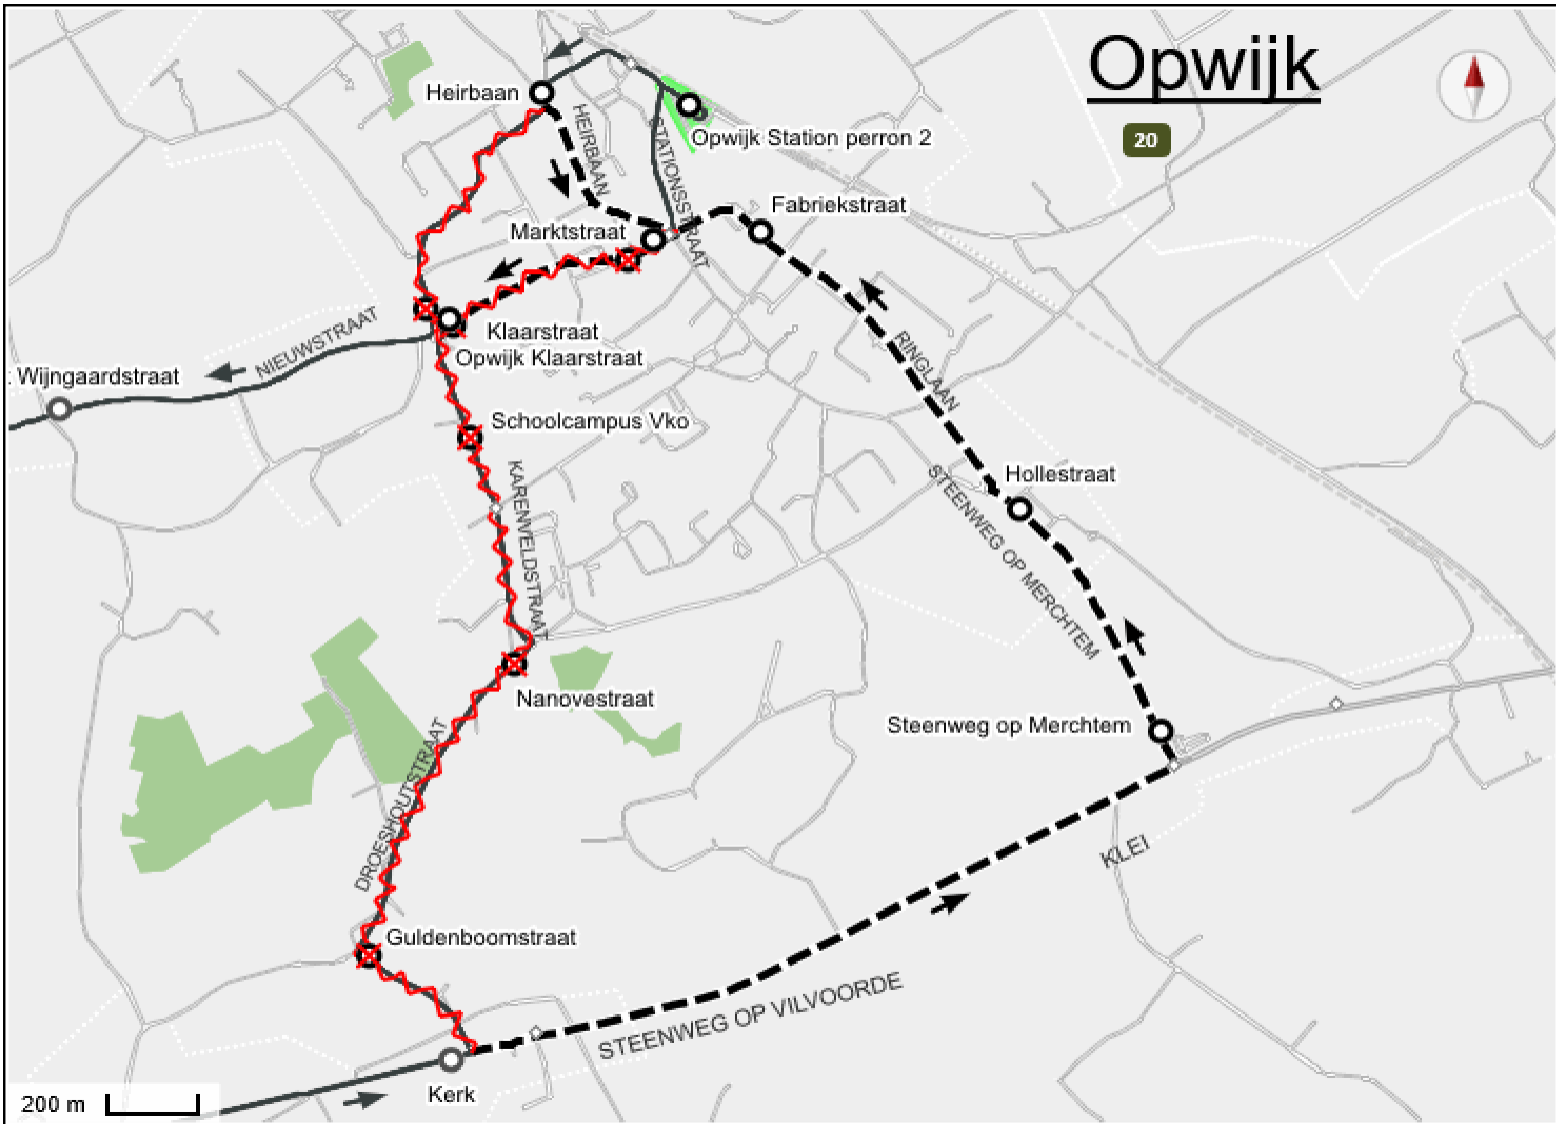 Opwijk
20
Heirbaan
HEIRBAAN
STATIONSSTRAAT
Opwijk Station perron 2
Fabriekstraat
Marktstraat
Klaarstraat
Opwijk Klaarstraat
NIEUWSTRAAT
: Wijngaardstraat
RINGLAAN
Schoolcampus Vko
KARENVELDSTRAAT
Hollestraat
STEENWEG OP MERCHTEM
Nanovestraat
Steenweg op Merchtem
DROESHOUTSTRAAT
KLEI
Guldenboomstraat
STEENWEG OP VILVOORDE
Kerk
200 m